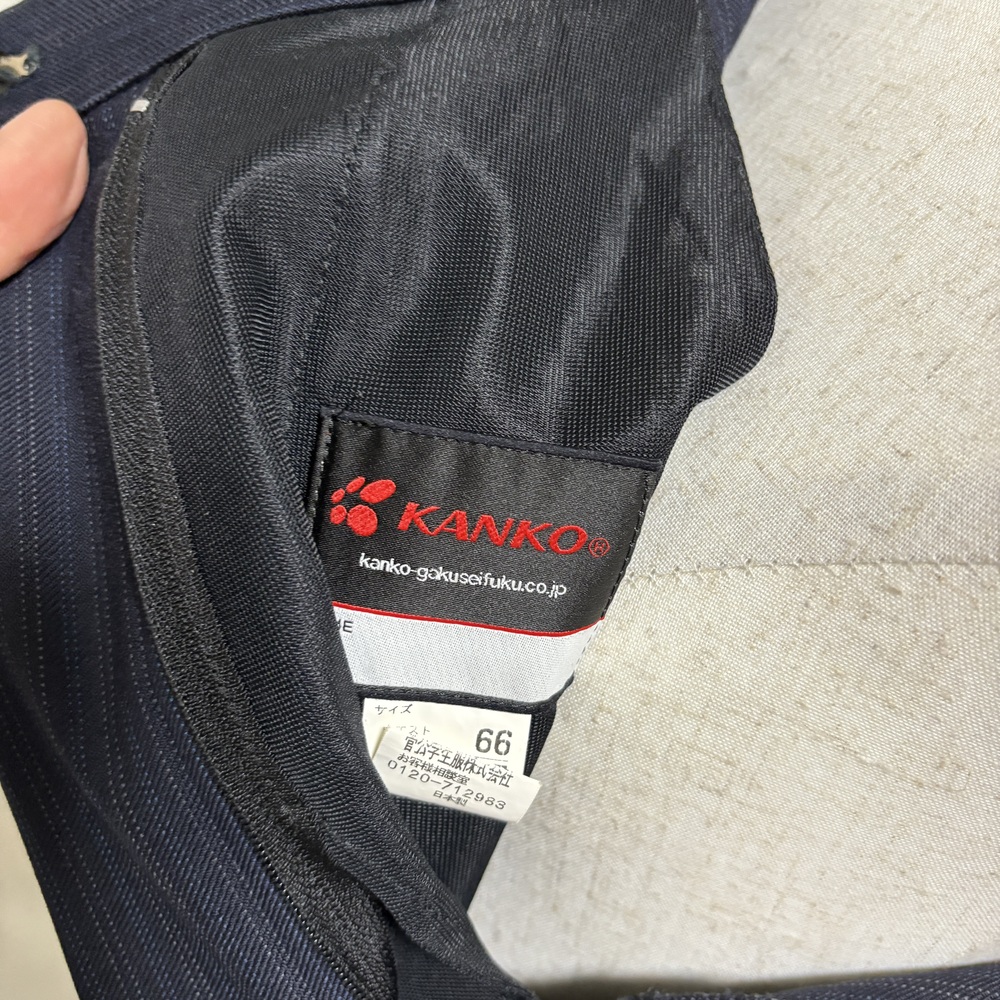 KANKO®
kanko-gakuseifuku.co.jp
サイズ
66
官公学生服株式会社
お客様相談室
0120-712983
日本製